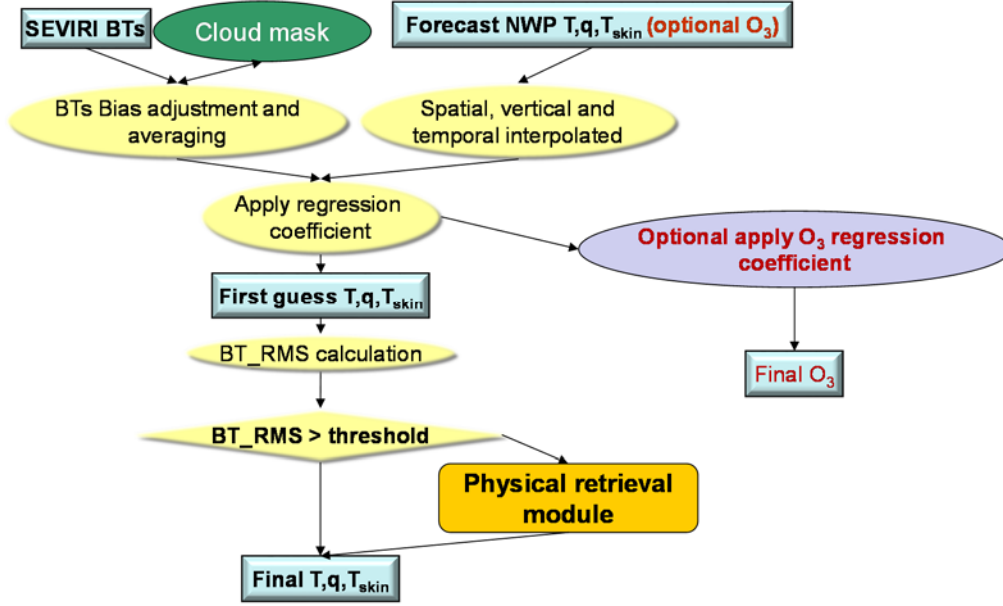 SEVIRI BTs
Cloud mask
Forecast NWP T,q,Tskin (optional O3)
BTs Bias adjustment and
averaging
Spatial, vertical and
temporal interpolated
Apply regression
coefficient
Optional apply O3 regression
coefficient
First guess T,q,Tskin
BT_RMS calculation
Final O3
BT_RMS > threshold
Physical retrieval
module
Final T,q,Tskin